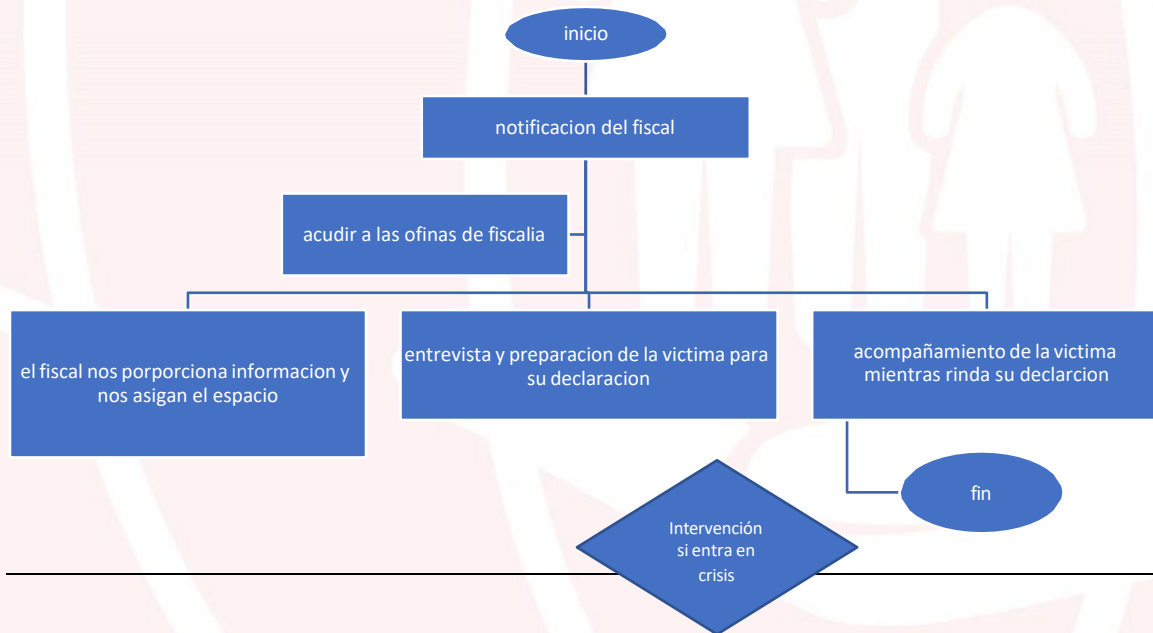 inicio
notificacion del fiscal
acudir a las ofinas de fiscalia
el fiscal nos porporciona informacion y
nos asigan el espacio
entrevista y preparacion de la victima para
su declaracion
acompañamiento de la victima
mientras rinda su declarcion
fin
Intervención
si entra en
crisis